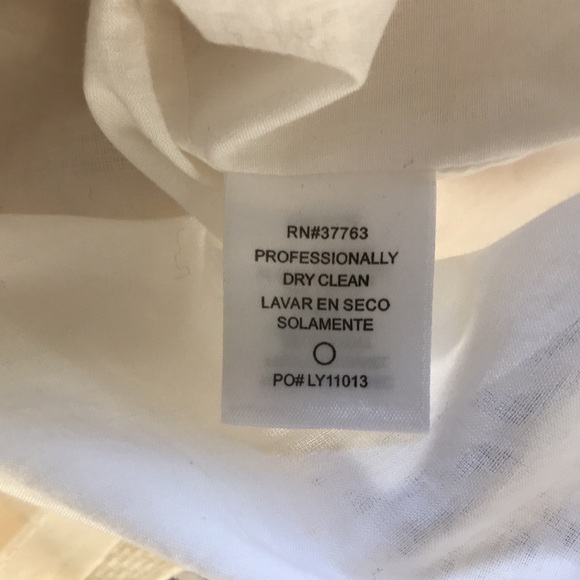 RN#37763
PROFESSIONALLY
DRY CLEAN
LAVAR EN SECO
SOLAMENTE
PO# LY11013